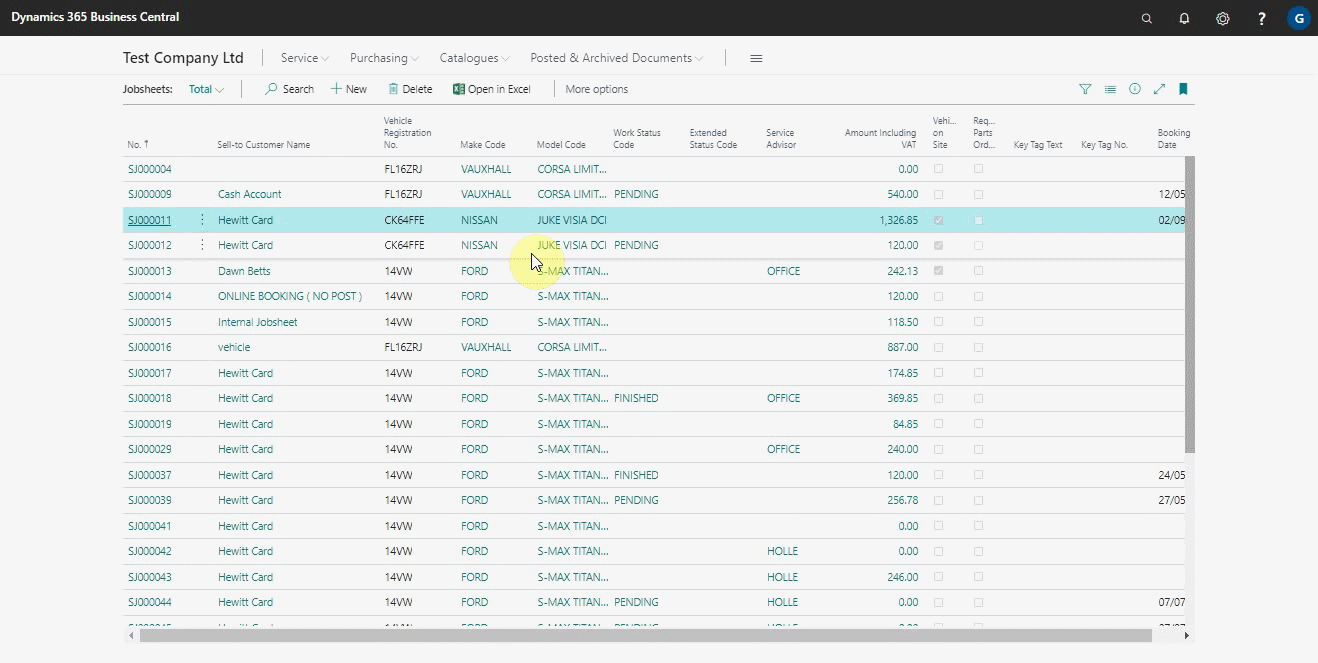 Dynamics 365 Business Central
G
Test Company Ltd Service Purchasing Catalogues Posted & Archived Documents
Jobsheets: Total Search New Delete Open in Excel More options
No. ↑ Sell-to Customer Name Vehicle Registration No. Make Code Model Code Work Status Code Extended Status Code Service Advisor Amount Including VAT Vehi... on Site Req... Parts Ord... Key Tag Text Key Tag No. Booking Date
SJ000004 FL16ZRJ VAUXHALL CORSA LIMIT... 0.00
SJ000009 Cash Account FL16ZRJ VAUXHALL CORSA LIMIT... PENDING 540.00 12/05
SJ000011 Hewitt Card CK64FFE NISSAN JUKE VISIA DCI 1,326.85 02/09
SJ000012 Hewitt Card CK64FFE NISSAN JUKE VISIA DCI PENDING 120.00
SJ000013 Dawn Betts 14VW FORD S-MAX TITAN... OFFICE 242.13
SJ000014 ONLINE BOOKING ( NO POST ) 14VW FORD S-MAX TITAN... 120.00
SJ000015 Internal Jobsheet 14VW FORD S-MAX TITAN... 118.50
SJ000016 vehicle FL16ZRJ VAUXHALL CORSA LIMIT... 887.00
SJ000017 Hewitt Card 14VW FORD S-MAX TITAN... 174.85
SJ000018 Hewitt Card 14VW FORD S-MAX TITAN... FINISHED OFFICE 369.85
SJ000019 Hewitt Card 14VW FORD S-MAX TITAN... 84.85
SJ000029 Hewitt Card 14VW FORD S-MAX TITAN... OFFICE 240.00
SJ000037 Hewitt Card 14VW FORD S-MAX TITAN... FINISHED 120.00 24/05
SJ000039 Hewitt Card 14VW FORD S-MAX TITAN... PENDING 256.78 27/05
SJ000041 Hewitt Card 14VW FORD S-MAX TITAN... 0.00
SJ000042 Hewitt Card 14VW FORD S-MAX TITAN... HOLLE 0.00
SJ000043 Hewitt Card 14VW FORD S-MAX TITAN... HOLLE 246.00
SJ000044 Hewitt Card 14VW FORD S-MAX TITAN... PENDING HOLLE 0.00 07/07